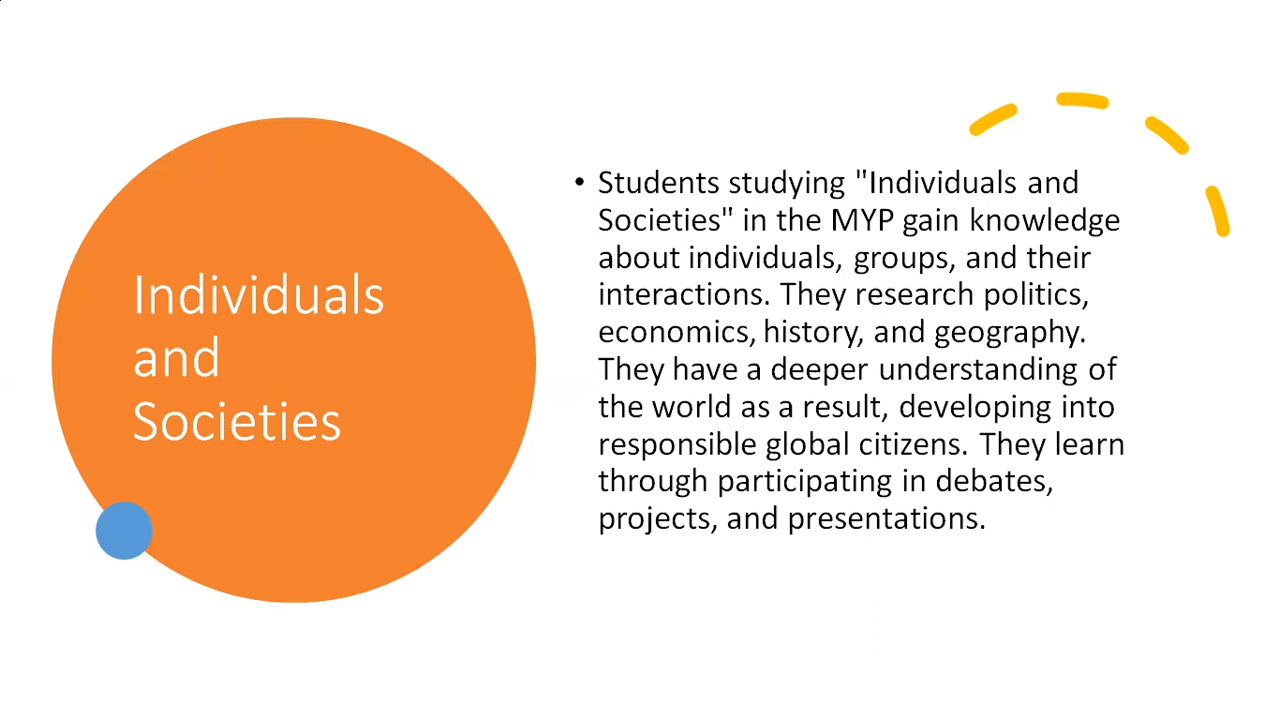 Individuals
and
Societies
• Students studying "Individuals and
Societies" in the MYP gain knowledge
about individuals, groups, and their
interactions. They research politics,
economics, history, and geography.
They have a deeper understanding of
the world as a result, developing into
responsible global citizens. They learn
through participating in debates,
projects, and presentations.